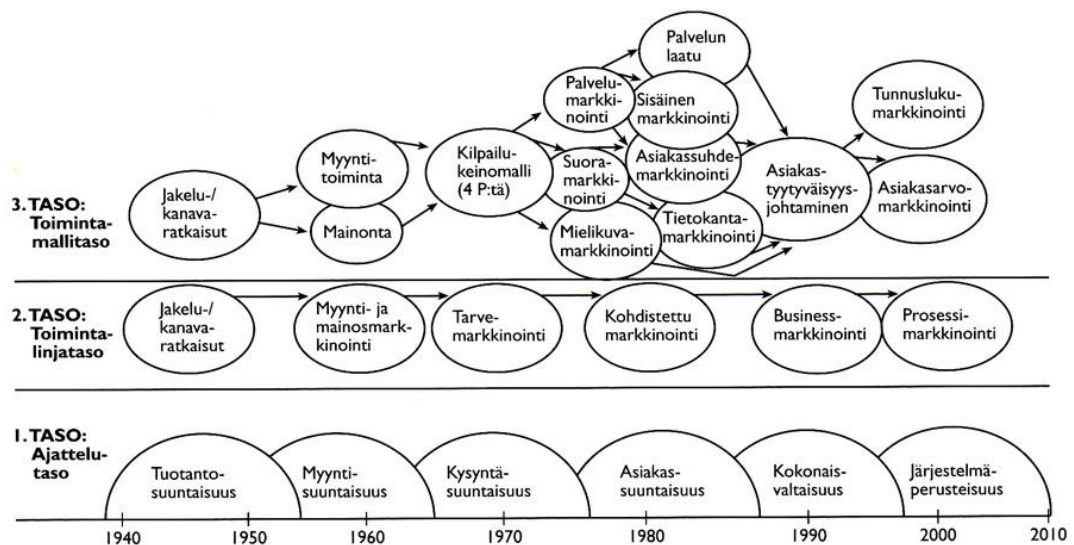 3. TASO:
Toiminta-
mallitaso
Jakelu-/
kanava-
ratkaisut
Myynti-
toiminta
Mainonta
Kilpailu-
keinomalli
(4 P:tä)
Palvelu-
markki-
nointi
Suora-
markki-
nointi
Mielikuva-
markkinointi
Palvelun
laatu
Sisäinen
markkinointi
Asiakassuhde-
markkinointi
Tietokanta-
markkinointi
Asiakas-
tyytyväisyys-
johtaminen
Tunnusluku-
markkinointi
Asiakasarvo-
markkinointi
2. TASO:
Toiminta-
linjataso
Jakelu-/
kanava-
ratkaisut
Myynti- ja
mainosmark-
kinointi
Tarve-
markkinointi
Kohdistettu
markkinointi
Business-
markkinointi
Prosessi-
markkinointi
1. TASO:
Ajattelu-
taso
Tuotanto-
suuntaisuus
Myynti-
suuntaisuus
Kysyntä-
suuntaisuus
Asiakas-
suuntaisuus
Kokonais-
valtaisuus
Järjestelmä-
perusteisuus
1940 1950 1960 1970 1980 1990 2000 2010